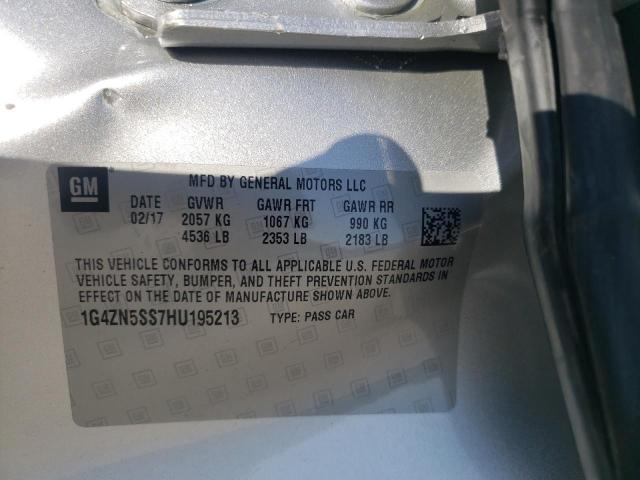 GM
MFD BY GENERAL MOTORS LLC
DATE GVWR GAWR FRT GAWR RR
02/17 2057 KG 1067 KG 990 KG
4536 LB 2353 LB 2183 LB
THIS VEHICLE CONFORMS TO ALL APPLICABLE U.S. FEDERAL MOTOR
VEHICLE SAFETY, BUMPER, AND THEFT PREVENTION STANDARDS IN
EFFECT ON THE DATE OF MANUFACTURE SHOWN ABOVE.
1G4ZN5SS7HU195213 TYPE: PASS CAR